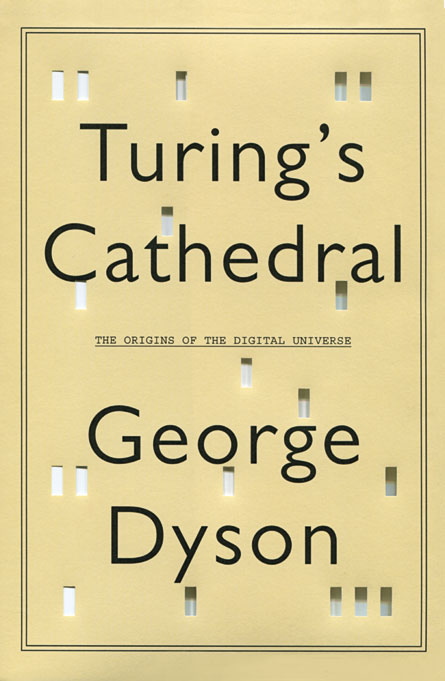 Turing's
Cathedral
THE ORIGINS OF THE DIGITAL UNIVERSE
George
Dyson